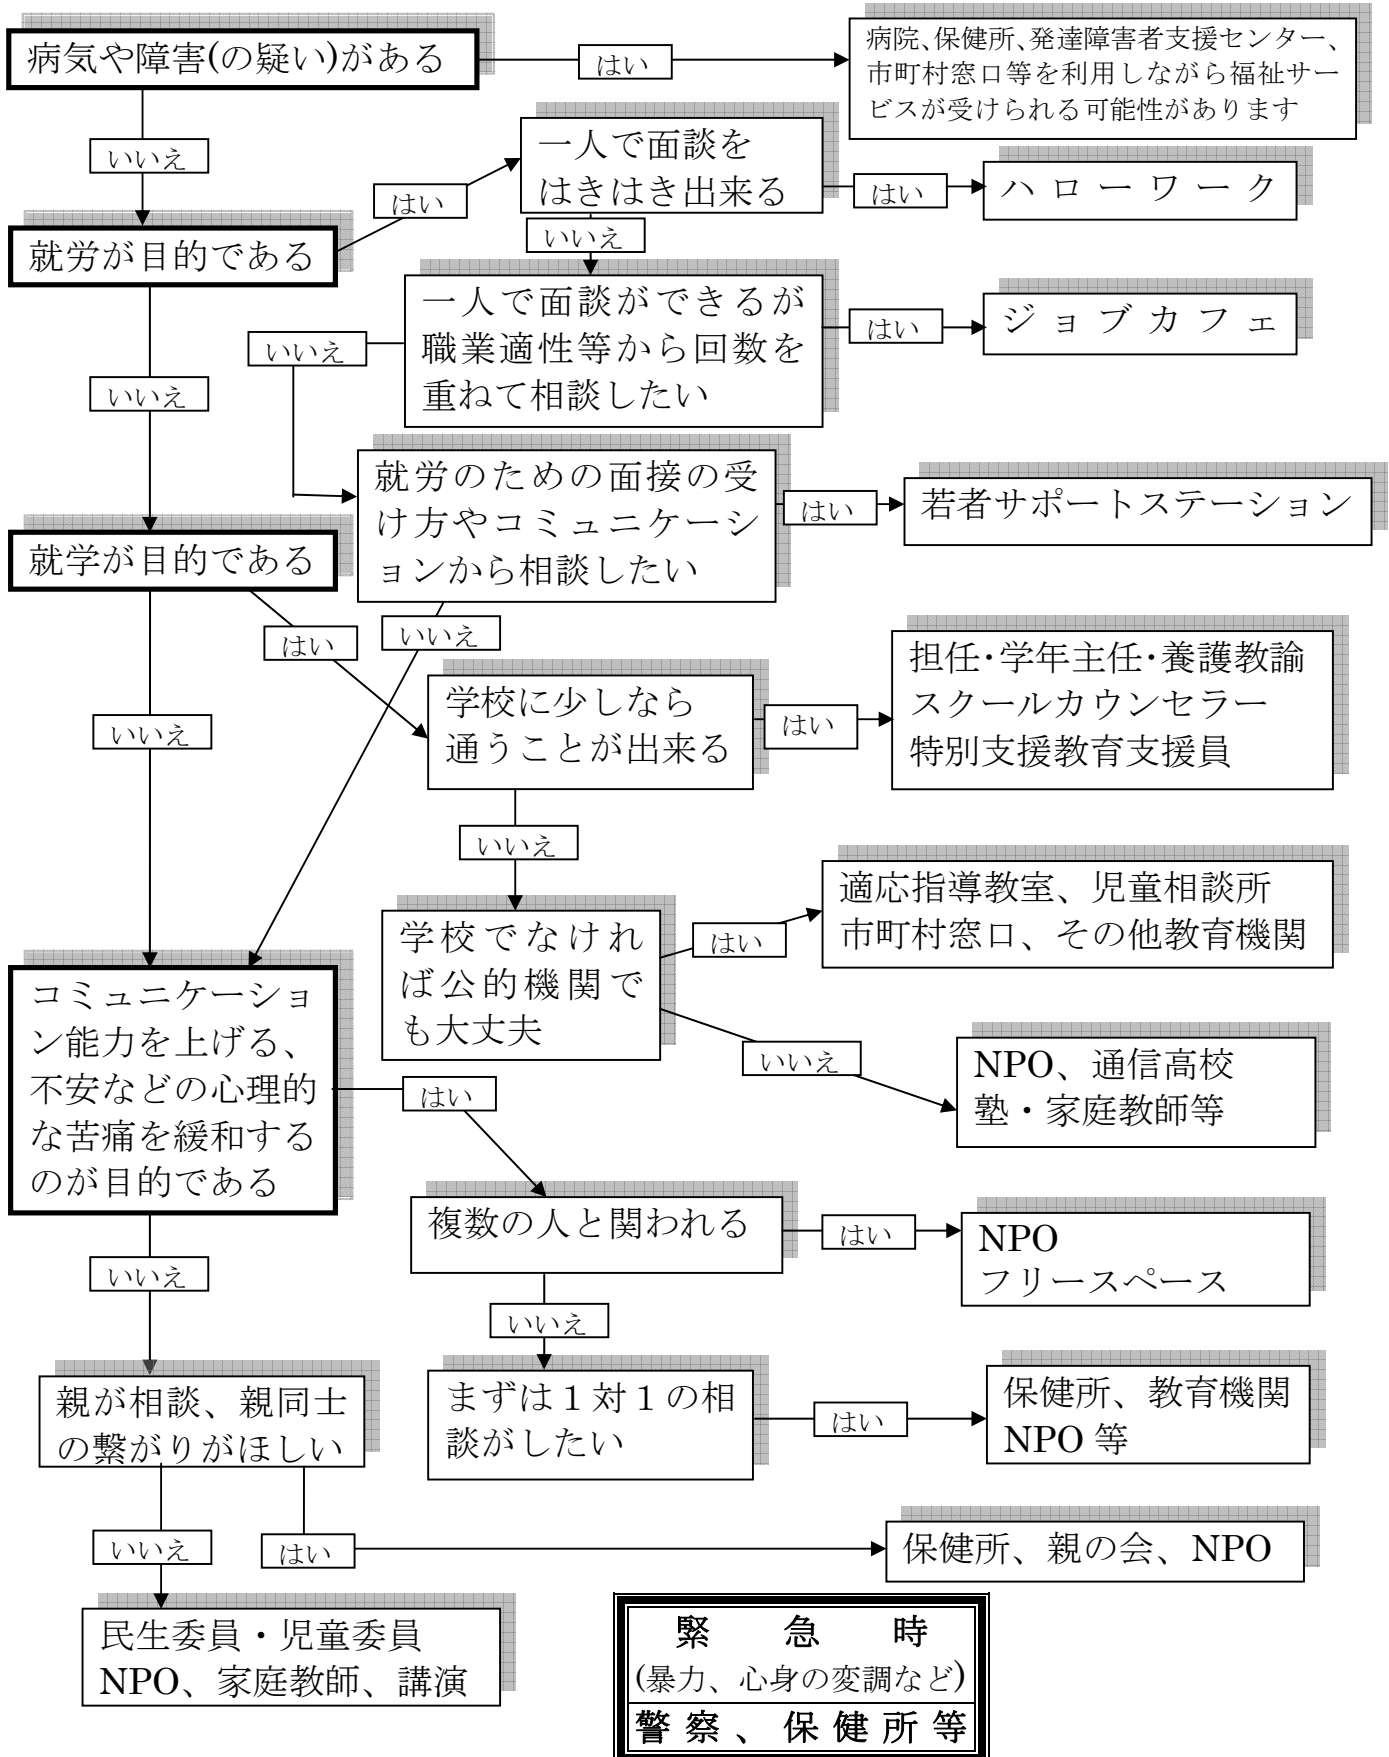 病気や障害(の疑い)がある
はい
病院、保健所、発達障害者支援センター、
市町村窓口等を利用しながら福祉サー
ビスが受けられる可能性があります
いいえ
一人で面談を
はきはき出来る
はい
ハローワーク
はい
いいえ
就労が目的である
一人で面談ができるが
職業適性等から回数を
重ねて相談したい
はい
ジョブカフェ
いいえ
いいえ
就労のための面接の受
け方やコミュニケーシ
ョンから相談したい
はい
若者サポートステーション
就学が目的である
はい
いいえ
学校に少しなら
通うことが出来る
はい
担任・学年主任・養護教諭
スクールカウンセラー
特別支援教育支援員
いいえ
いいえ
学校でなけれ
ば公的機関で
も大丈夫
はい
適応指導教室、児童相談所
市町村窓口、その他教育機関
いいえ
NPO、通信高校
塾・家庭教師等
コミュニケーショ
ン能力を上げる、
不安などの心理的
な苦痛を緩和する
のが目的である
はい
複数の人と関われる
はい
NPO
フリースペース
いいえ
いいえ
まずは１対１の相
談がしたい
はい
保健所、教育機関
NPO 等
親が相談、親同士
の繋がりがほしい
いいえ
はい
保健所、親の会、NPO
民生委員・児童委員
NPO、家庭教師、講演
緊急時
(暴力、心身の変調など)
警察、保健所等